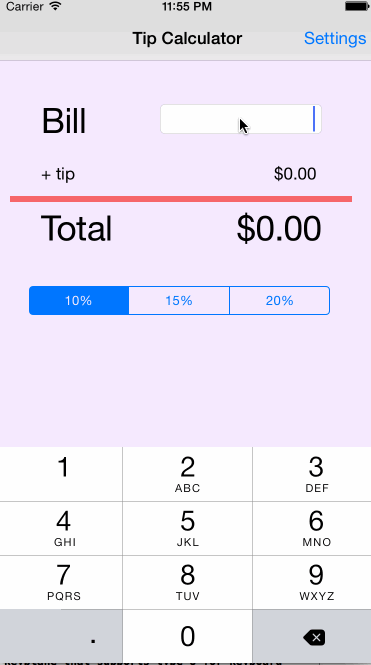 Carrier 11:55 PM
Tip Calculator Settings
Bill
+ tip $0.00
Total $0.00
10% 15% 20%
1 2 3
ABC DEF
4 5 6
GHI JKL MNO
7 8 9
PQRS TUV WXYZ
. 0